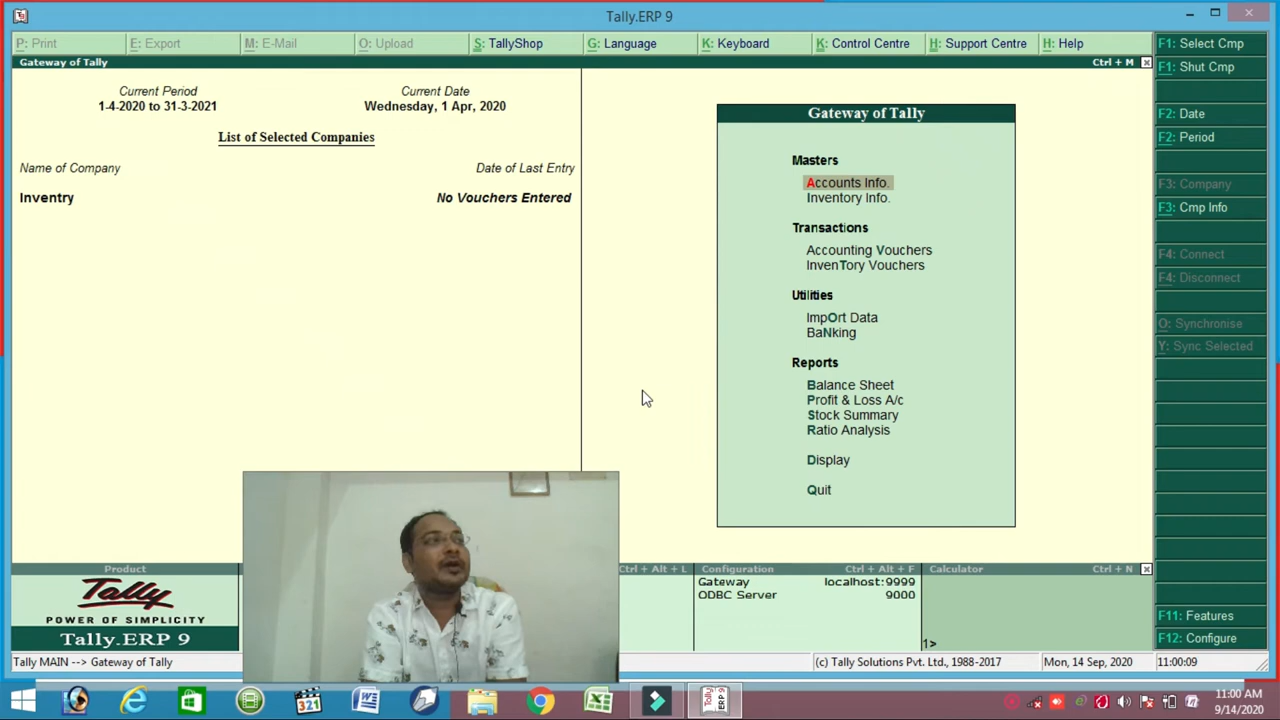 Tally.ERP 9
P: Print E: Export M: E-Mail O: Upload S: TallyShop G: Language K: Keyboard K: Control Centre H: Support Centre H: Help
Gateway of Tally Ctrl + M
Current Period Current Date
1-4-2020 to 31-3-2021 Wednesday, 1 Apr, 2020
List of Selected Companies
Name of Company Date of Last Entry
Inventry No Vouchers Entered
Gateway of Tally
Masters
Accounts Info.
Inventory Info.
Transactions
Accounting Vouchers
InvenTory Vouchers
Utilities
ImpOrt Data
BaNking
Reports
Balance Sheet
Profit & Loss A/c
Stock Summary
Ratio Analysis
Display
Quit
F1: Select Cmp
F1: Shut Cmp
F2: Date
F2: Period
F3: Company
F3: Cmp Info
F4: Connect
F4: Disconnect
O: Synchronise
Y: Sync Selected
F11: Features
F12: Configure
Product Ctrl + Alt + L Configuration Ctrl + Alt + F Calculator Ctrl + N
Tally
POWER OF SIMPLICITY
Tally.ERP 9
Gateway localhost:9999
ODBC Server 9000
1>
Tally MAIN --> Gateway of Tally (c) Tally Solutions Pvt. Ltd., 1988-2017 Mon, 14 Sep, 2020 11:00:09
321
11:00 AM
9/14/2020